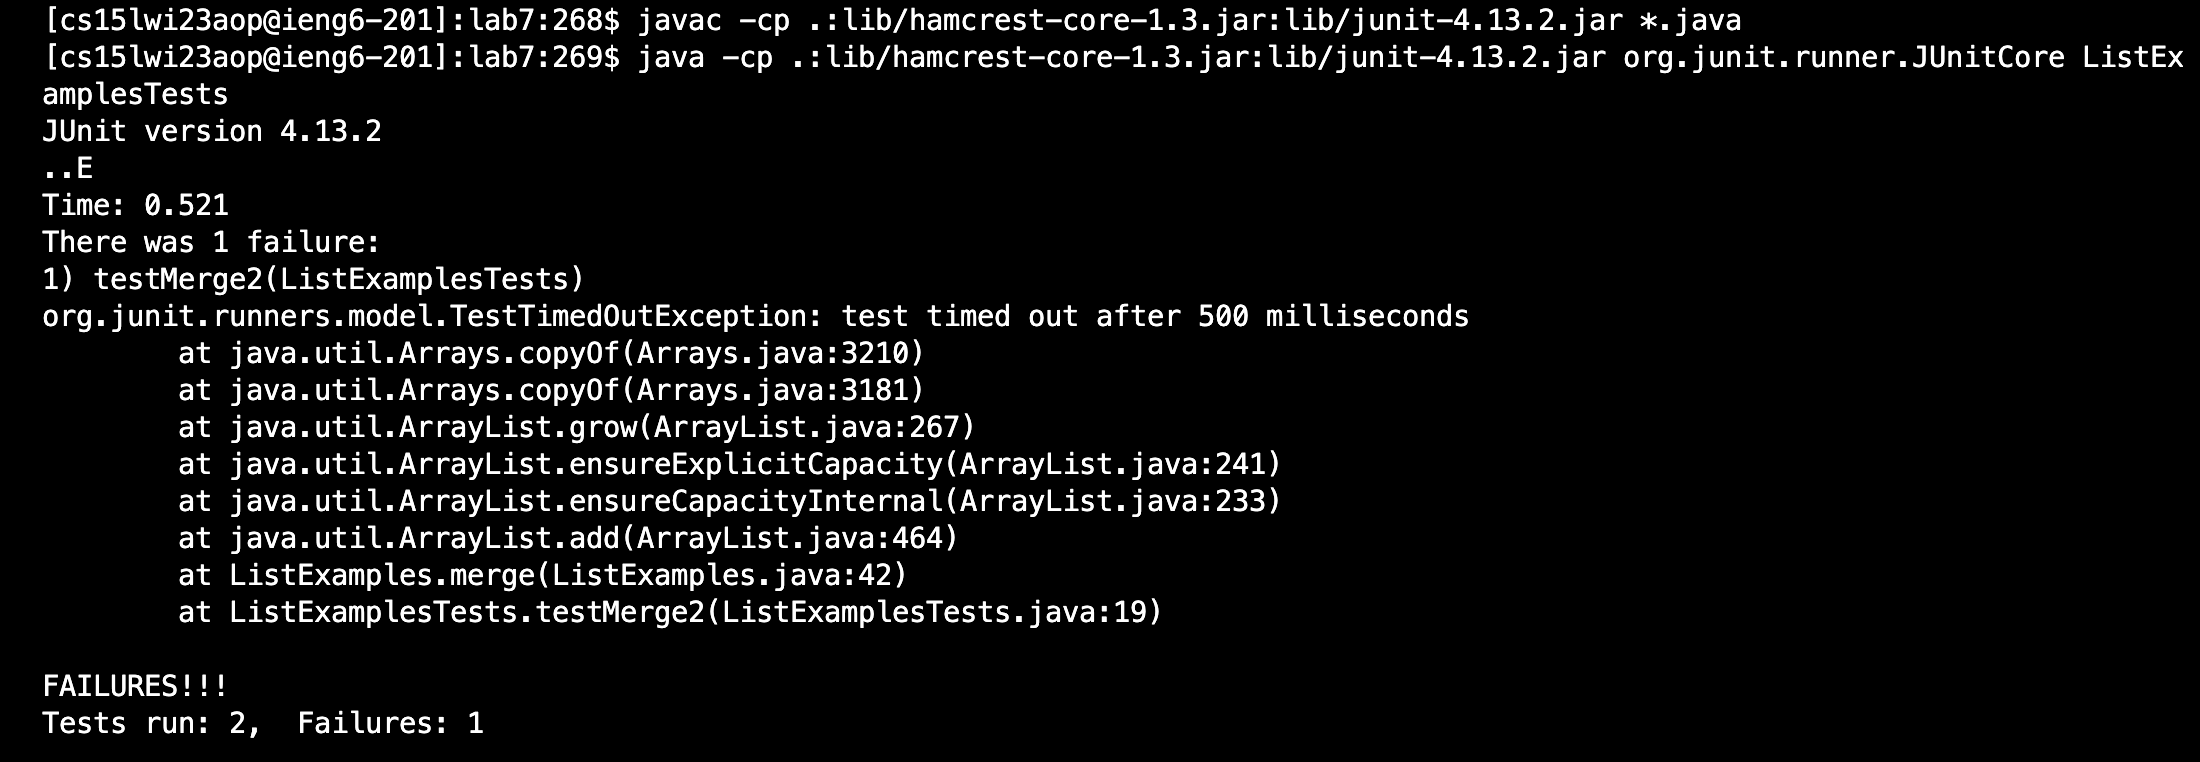 [cs15lwi23aop@ieng6-201]:lab7:268$ javac -cp .:lib/hamcrest-core-1.3.jar:lib/junit-4.13.2.jar *.java
[cs15lwi23aop@ieng6-201]:lab7:269$ java -cp .:lib/hamcrest-core-1.3.jar:lib/junit-4.13.2.jar org.junit.runner.JUnitCore ListEx
amplesTests
JUnit version 4.13.2
..E
Time: 0.521
There was 1 failure:
1) testMerge2(ListExamplesTests)
org.junit.runners.model.TestTimedOutException: test timed out after 500 milliseconds
        at java.util.Arrays.copyOf(Arrays.java:3210)
        at java.util.Arrays.copyOf(Arrays.java:3181)
        at java.util.ArrayList.grow(ArrayList.java:267)
        at java.util.ArrayList.ensureExplicitCapacity(ArrayList.java:241)
        at java.util.ArrayList.ensureCapacityInternal(ArrayList.java:233)
        at java.util.ArrayList.add(ArrayList.java:464)
        at ListExamples.merge(ListExamples.java:42)
        at ListExamplesTests.testMerge2(ListExamplesTests.java:19)

FAILURES!!!
Tests run: 2,  Failures: 1